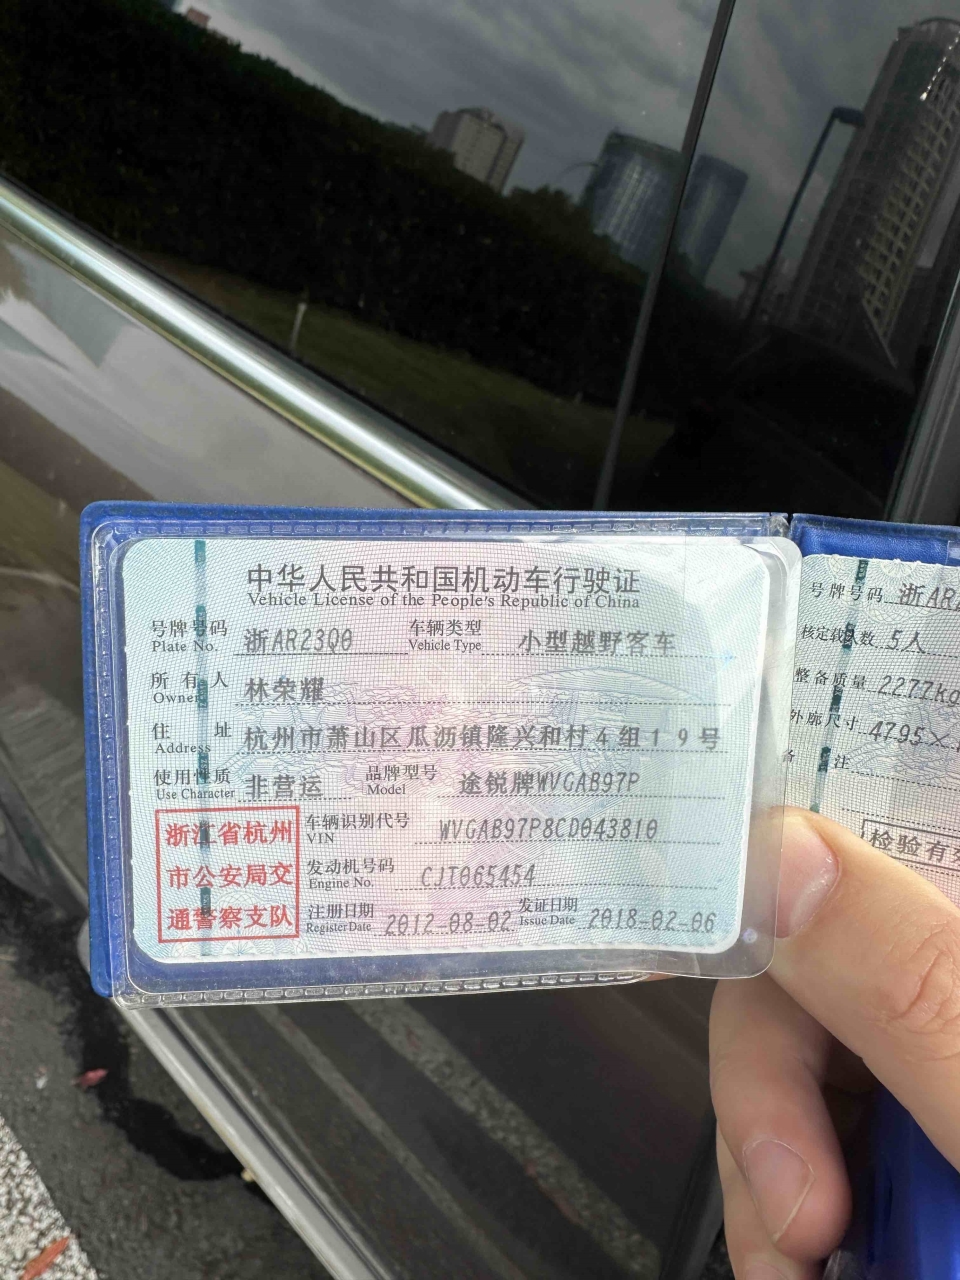 中华人民共和国机动车行驶证
Vehicle License of the People's Republic of China
号牌号码 浙AR23Q0 车辆类型 小型越野客车
Plate No. Vehicle Type
所有人 林荣耀
Owner
住址 杭州市萧山区瓜沥镇隆兴和村4组19号
Address
使用性质 非营运 品牌型号 途锐牌WVGAB97P
Use Character Model
浙江省杭州
市公安局交
通警察支队
车辆识别代号 WVGAB97P8CD043810
VIN
发动机号码 CJT065454
Engine No.
注册日期 2012-08-02 发证日期 2018-02-06
Register Date Issue Date
号牌号码 浙AR
核定载人数 5人
整备质量 2277kg
外廓尺寸 4795×
备注
检验有